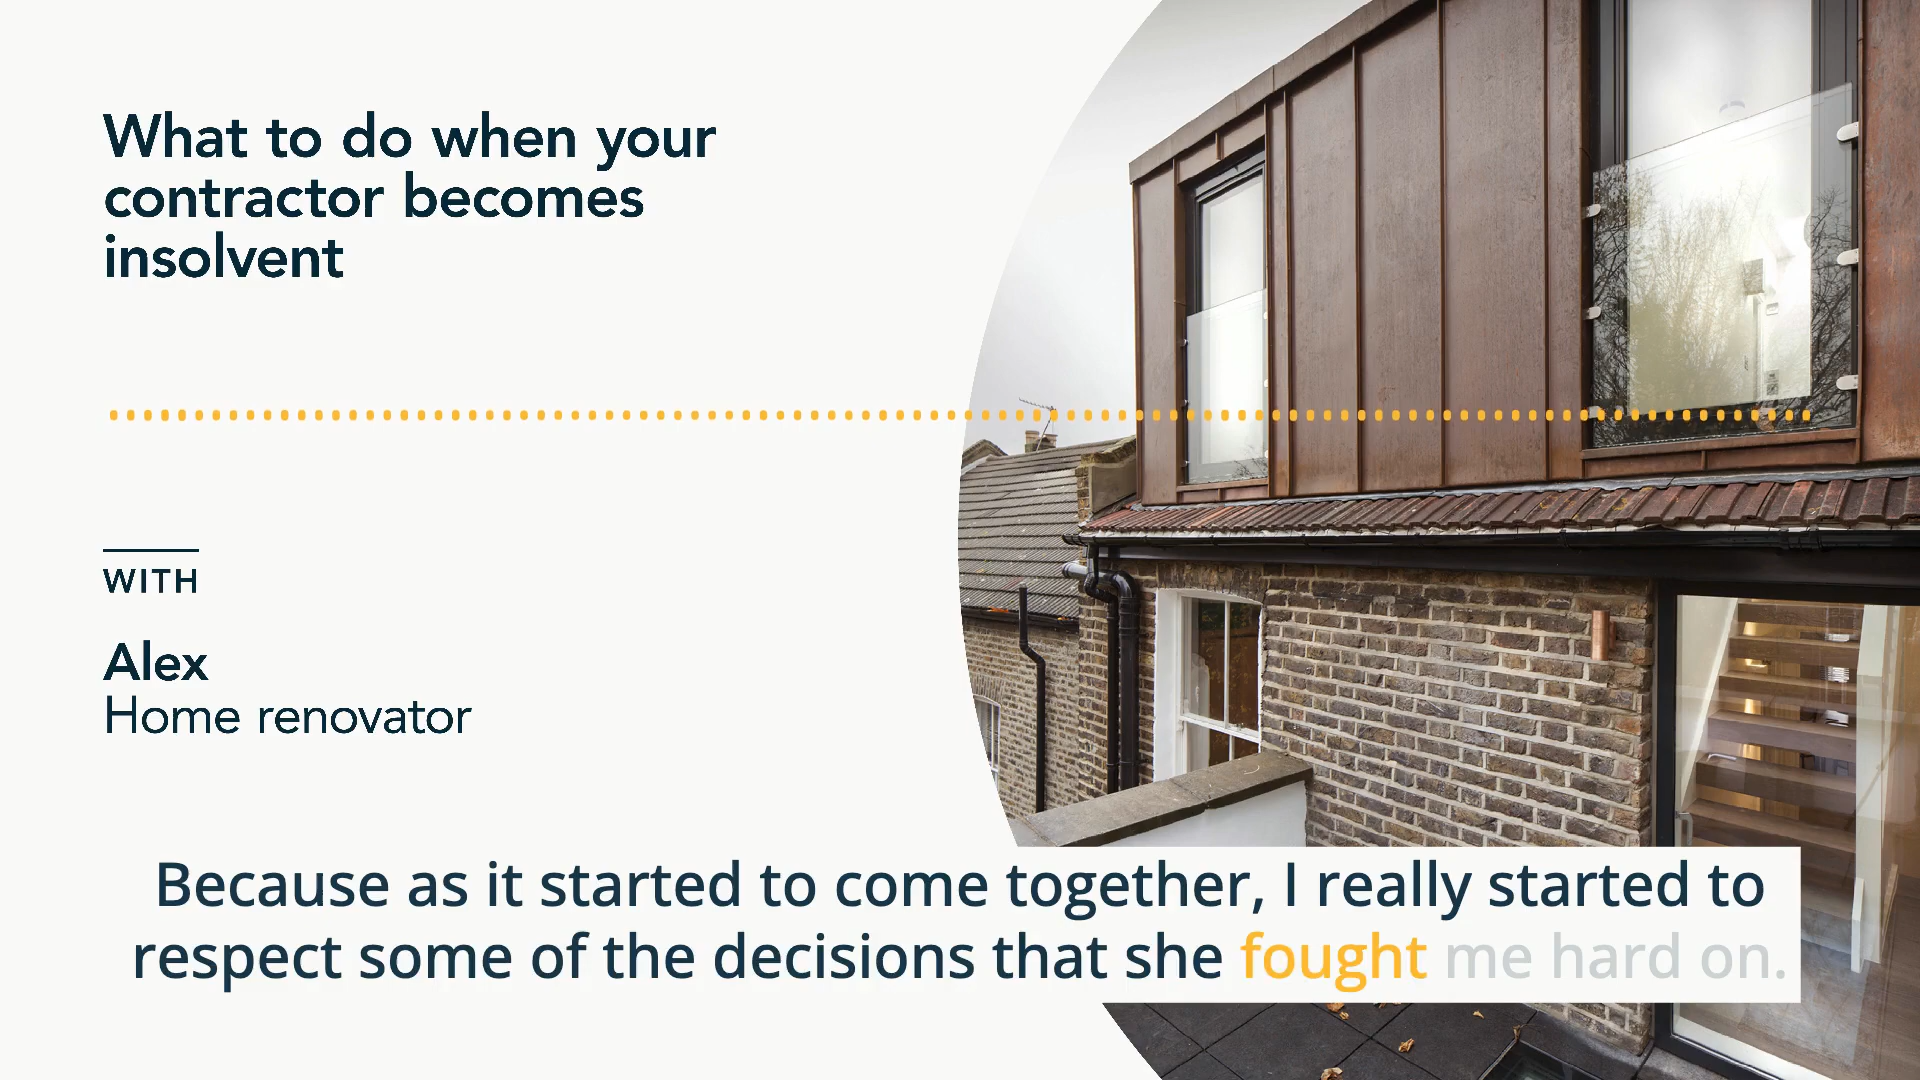 What to do when your
contractor becomes
insolvent
WITH
Alex
Home renovator
Because as it started to come together, I really started to
respect some of the decisions that she fought me hard on.